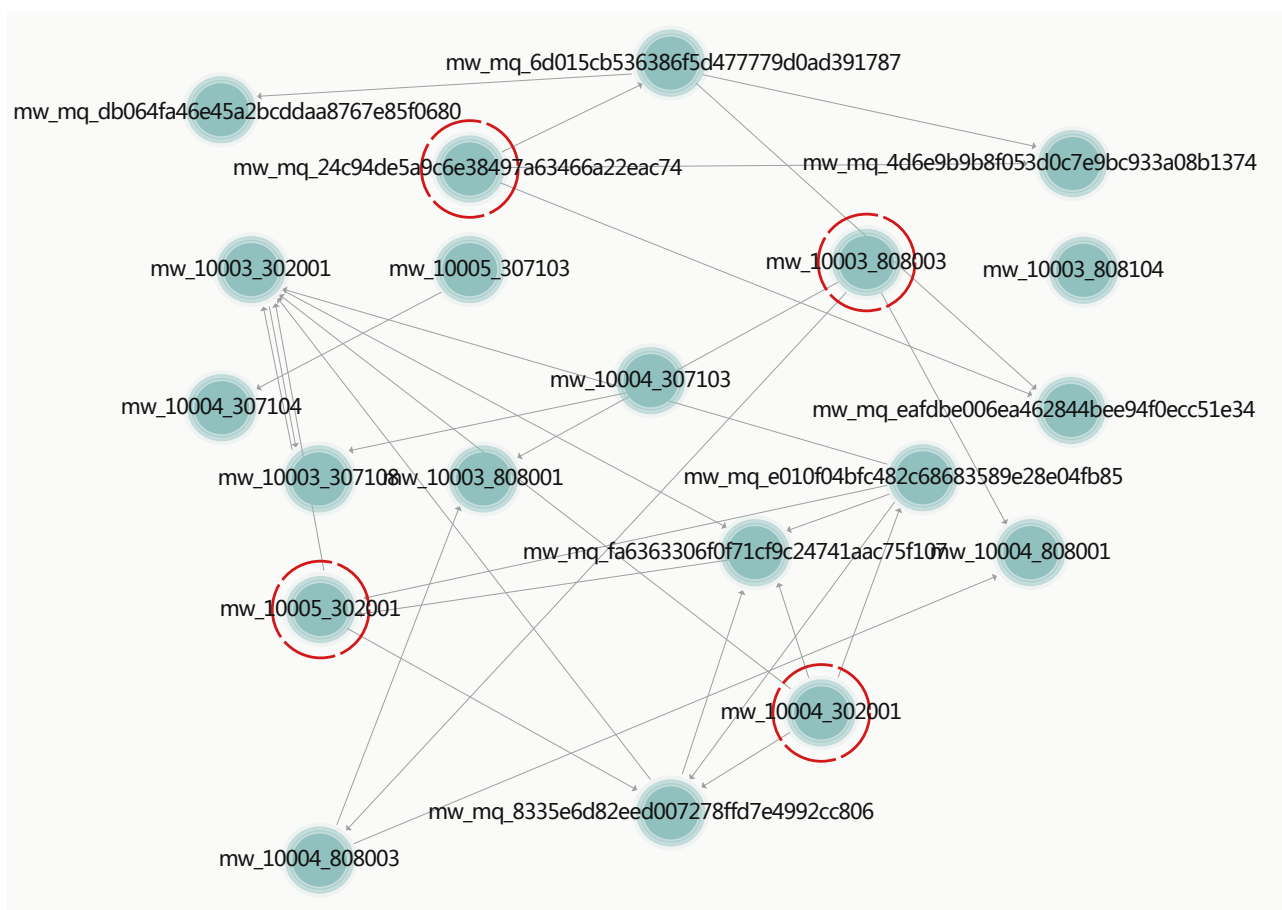 mw_mq_6d015cb536386f5d477779d0ad391787
mw_mq_db064fa46e45a2bcddaa8767e85f0680
mw_mq_24c94de5a9c6e38497a63466a22eac74
mw_mq_4d6e9b9b8f053d0c7e9bc933a08b1374
mw_10003_302001
mw_10005_307103
mw_10003_808003
mw_10003_808104
mw_10004_307103
mw_10004_307104
mw_mq_eafdbe006ea462844bee94f0ecc51e34
mw_10003_307108
mw_10003_808001
mw_mq_e010f04bfc482c68683589e28e04fb85
mw_mq_fa6363306f0f71cf9c24741aac75f107
mw_10004_808001
mw_10005_302001
mw_10004_302001
mw_mq_8335e6d82eed007278ffd7e4992cc806
mw_10004_808003